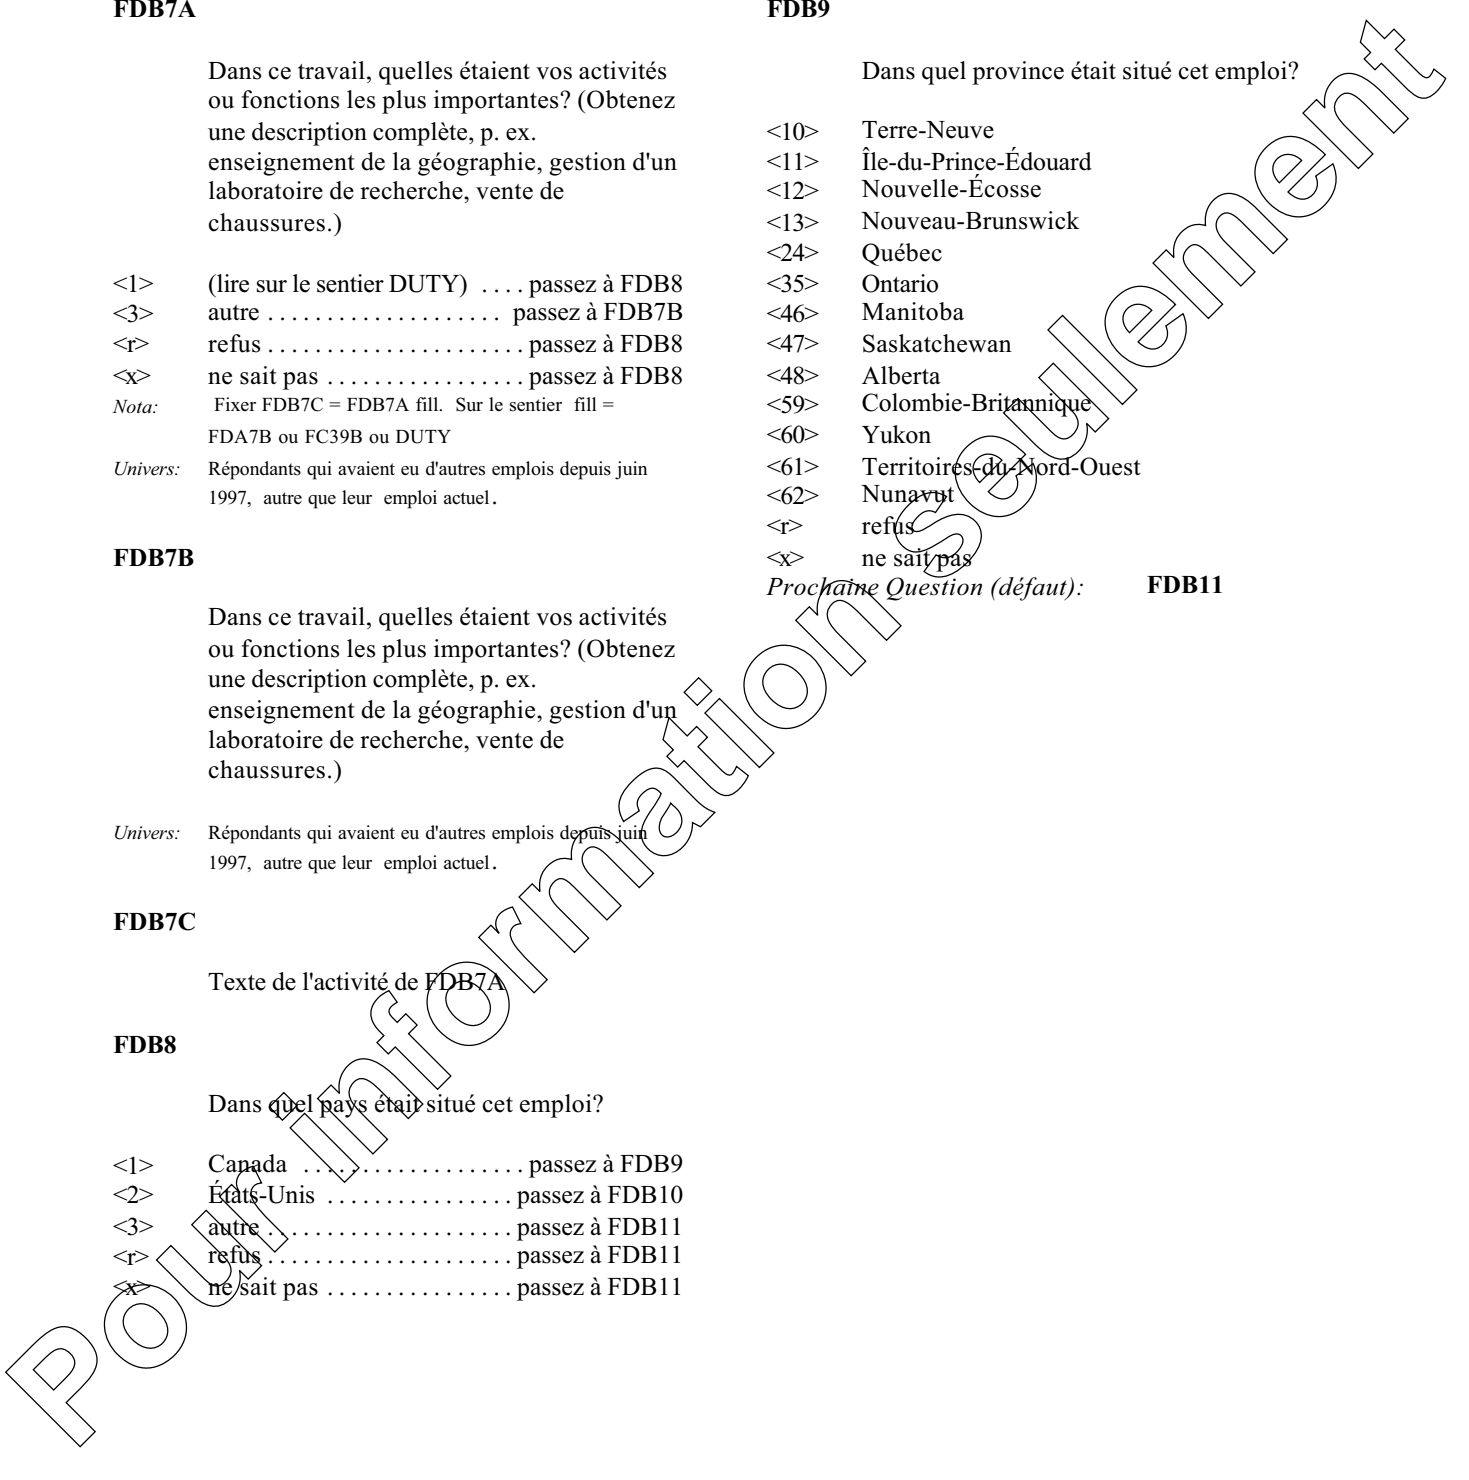 FDB7A
Dans ce travail, quelles étaient vos activités
ou fonctions les plus importantes? (Obtenez
une description complète, p. ex.
enseignement de la géographie, gestion d'un
laboratoire de recherche, vente de
chaussures.)
<1> (lire sur le sentier DUTY) .... passez à FDB8
<3> autre .................... passez à FDB7B
<r> refus ...................... passez à FDB8
<x> ne sait pas ................. passez à FDB8
Nota: Fixer FDB7C = FDB7A fill. Sur le sentier fill =
FDA7B ou FC39B ou DUTY
Univers: Répondants qui avaient eu d'autres emplois depuis juin
1997, autre que leur emploi actuel.
FDB7B
Dans ce travail, quelles étaient vos activités
ou fonctions les plus importantes? (Obtenez
une description complète, p. ex.
enseignement de la géographie, gestion d'un
laboratoire de recherche, vente de
chaussures.)
Univers: Répondants qui avaient eu d'autres emplois depuis juin
1997, autre que leur emploi actuel.
FDB7C
Texte de l'activité de FDB7A
FDB8
Dans quel pays était situé cet emploi?
<1> Canada ................... passez à FDB9
<2> États-Unis ................ passez à FDB10
<3> autre ..................... passez à FDB11
<r> refus ..................... passez à FDB11
<x> ne sait pas ................ passez à FDB11
FDB9
Dans quel province était situé cet emploi?
<10> Terre-Neuve
<11> Île-du-Prince-Édouard
<12> Nouvelle-Écosse
<13> Nouveau-Brunswick
<24> Québec
<35> Ontario
<46> Manitoba
<47> Saskatchewan
<48> Alberta
<59> Colombie-Britannique
<60> Yukon
<61> Territoires-du-Nord-Ouest
<62> Nunavut
<r> refus
<x> ne sait pas
Prochaine Question (défaut): FDB11
Pour information seulement